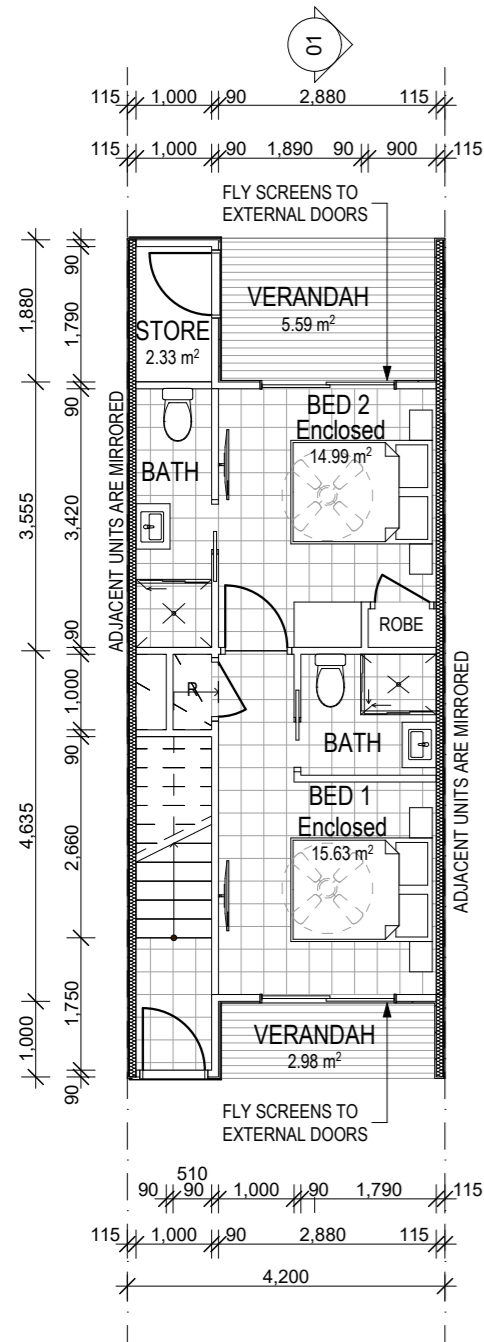 01
115 1,000 90 2,880 115
115 1,000 90 1,890 90 900 115
FLY SCREENS TO
EXTERNAL DOORS
VERANDAH
5.59 m²
STORE
2.33 m²
BED 2
Enclosed
14.99 m²
BATH
ROBE
R
BATH
BED 1
Enclosed
15.63 m²
VERANDAH
2.98 m²
FLY SCREENS TO
EXTERNAL DOORS
ADJACENT UNITS ARE MIRRORED
ADJACENT UNITS ARE MIRRORED
1,880
3,555
4,635
1,000
90
1,790
90
3,420
90
1,000
90
2,660
1,750
90
510
90 90 1,000 90 1,790 115
115 1,000 90 2,880 115
4,200